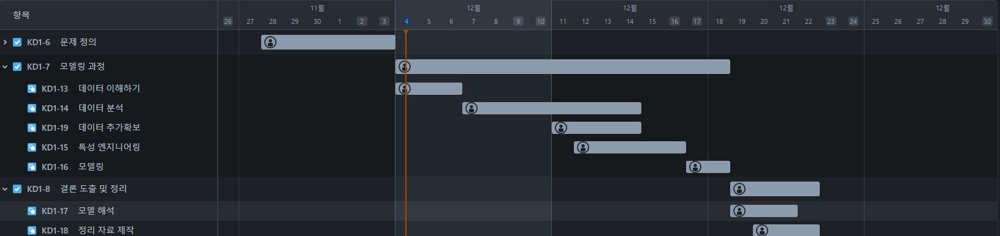 항목
11월 12월 12월 12월 12월
26 27 28 29 30 1 2 3 4 5 6 7 8 9 10 11 12 13 14 15 16 17 18 19 20 21 22 23 24 25 26 27 28 29 30
KD1-6 문제 정의
KD1-7 모델링 과정
KD1-13 데이터 이해하기
KD1-14 데이터 분석
KD1-19 데이터 추가확보
KD1-15 특성 엔지니어링
KD1-16 모델링
KD1-8 결론 도출 및 정리
KD1-17 모델 해석
KD1-18 정리 자료 제작